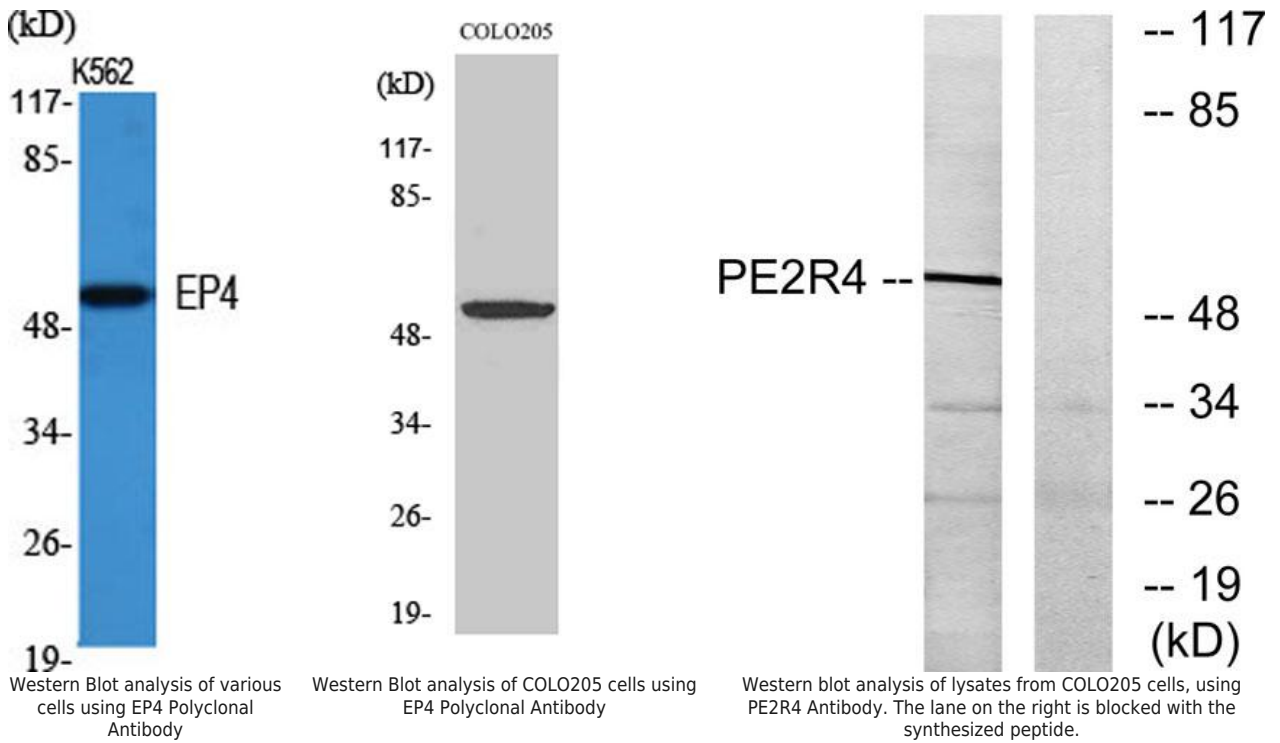 (kD)
K562
117-
85-
EP4
48-
34-
26-
19-
Western Blot analysis of various
cells using EP4 Polyclonal
Antibody
COLO205
(kD)
117-
85-
48-
34-
26-
19-
Western Blot analysis of COLO205 cells using
EP4 Polyclonal Antibody
-- 117
-- 85
PE2R4 --
-- 48
-- 34
-- 26
-- 19
(kD)
Western blot analysis of lysates from COLO205 cells, using
PE2R4 Antibody. The lane on the right is blocked with the
synthesized peptide.